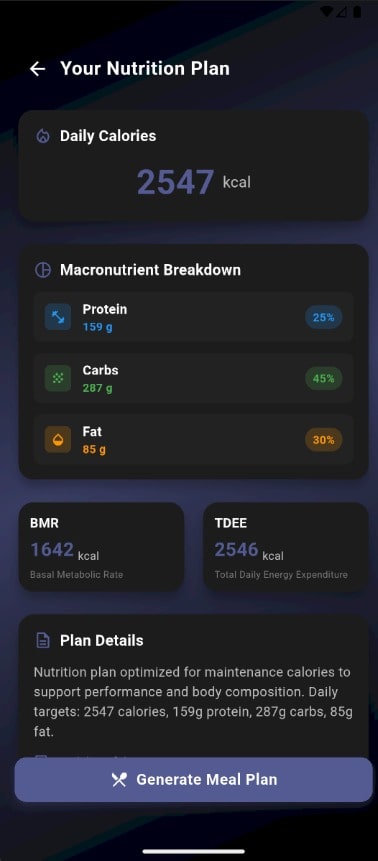 Your Nutrition Plan
Daily Calories
2547 kcal
Macronutrient Breakdown
Protein
159 g
25%
Carbs
287 g
45%
Fat
85 g
30%
BMR
1642 kcal
Basal Metabolic Rate
TDEE
2546 kcal
Total Daily Energy Expenditure
Plan Details
Nutrition plan optimized for maintenance calories to
support performance and body composition. Daily
targets: 2547 calories, 159g protein, 287g carbs, 85g
fat.
Generate Meal Plan